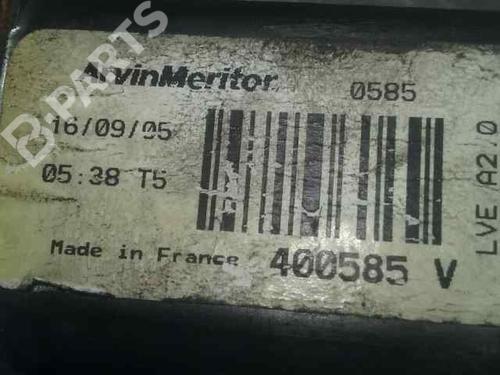 ArvinMeritor 0585
16/09/05
05:38 T5
LVE A2.0
Made in France 400585 V
B-PARTS